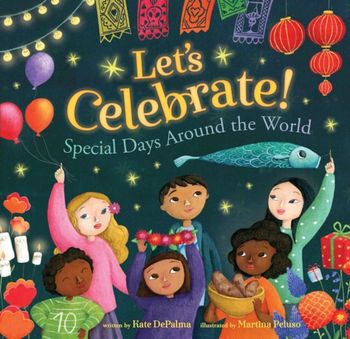 Let's
Celebrate!
Special Days Around the World
10
written by Kate DePalma illustrated by Martina Peluso